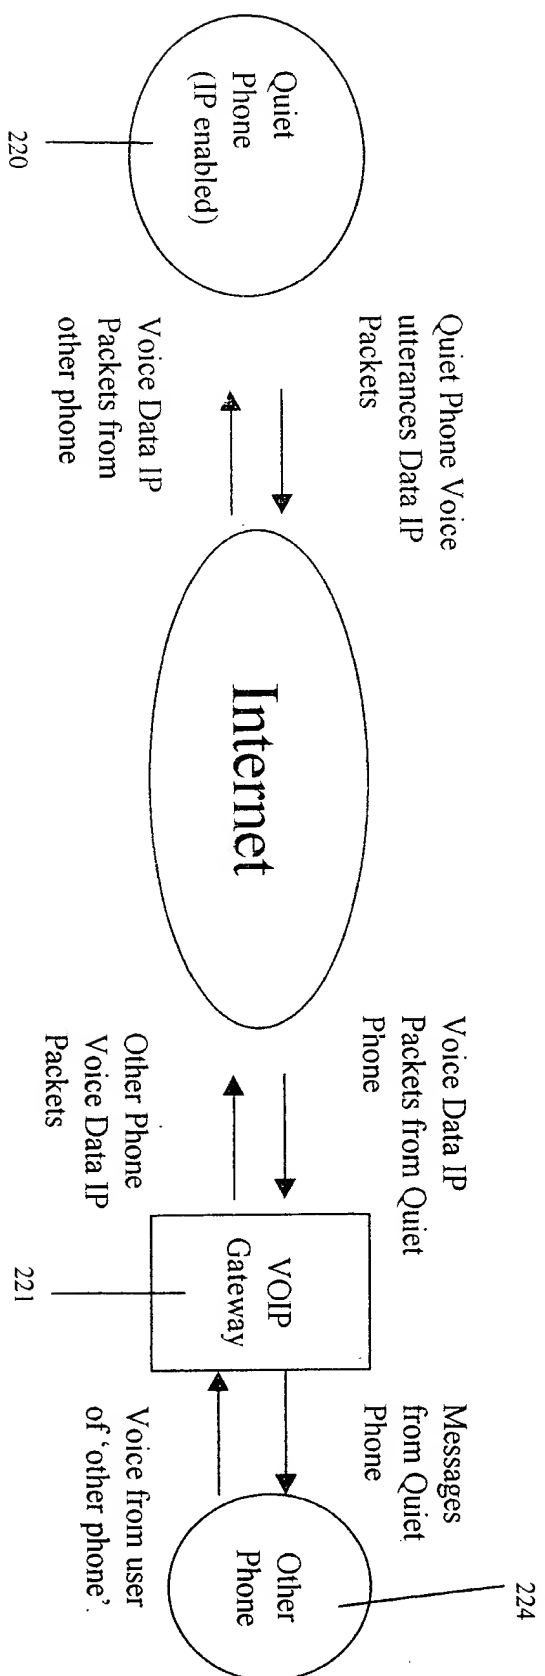 Quiet
Phone
(IP enabled)
220
Quiet Phone Voice
utterances Data IP
Packets
Voice Data IP
Packets from
other phone
Internet
Voice Data IP
Packets from Quiet
Phone
Other Phone
Voice Data IP
Packets
VOIP
Gateway
221
Messages
from Quiet
Phone
Voice from user
of ‘other phone’.
Other
Phone
224